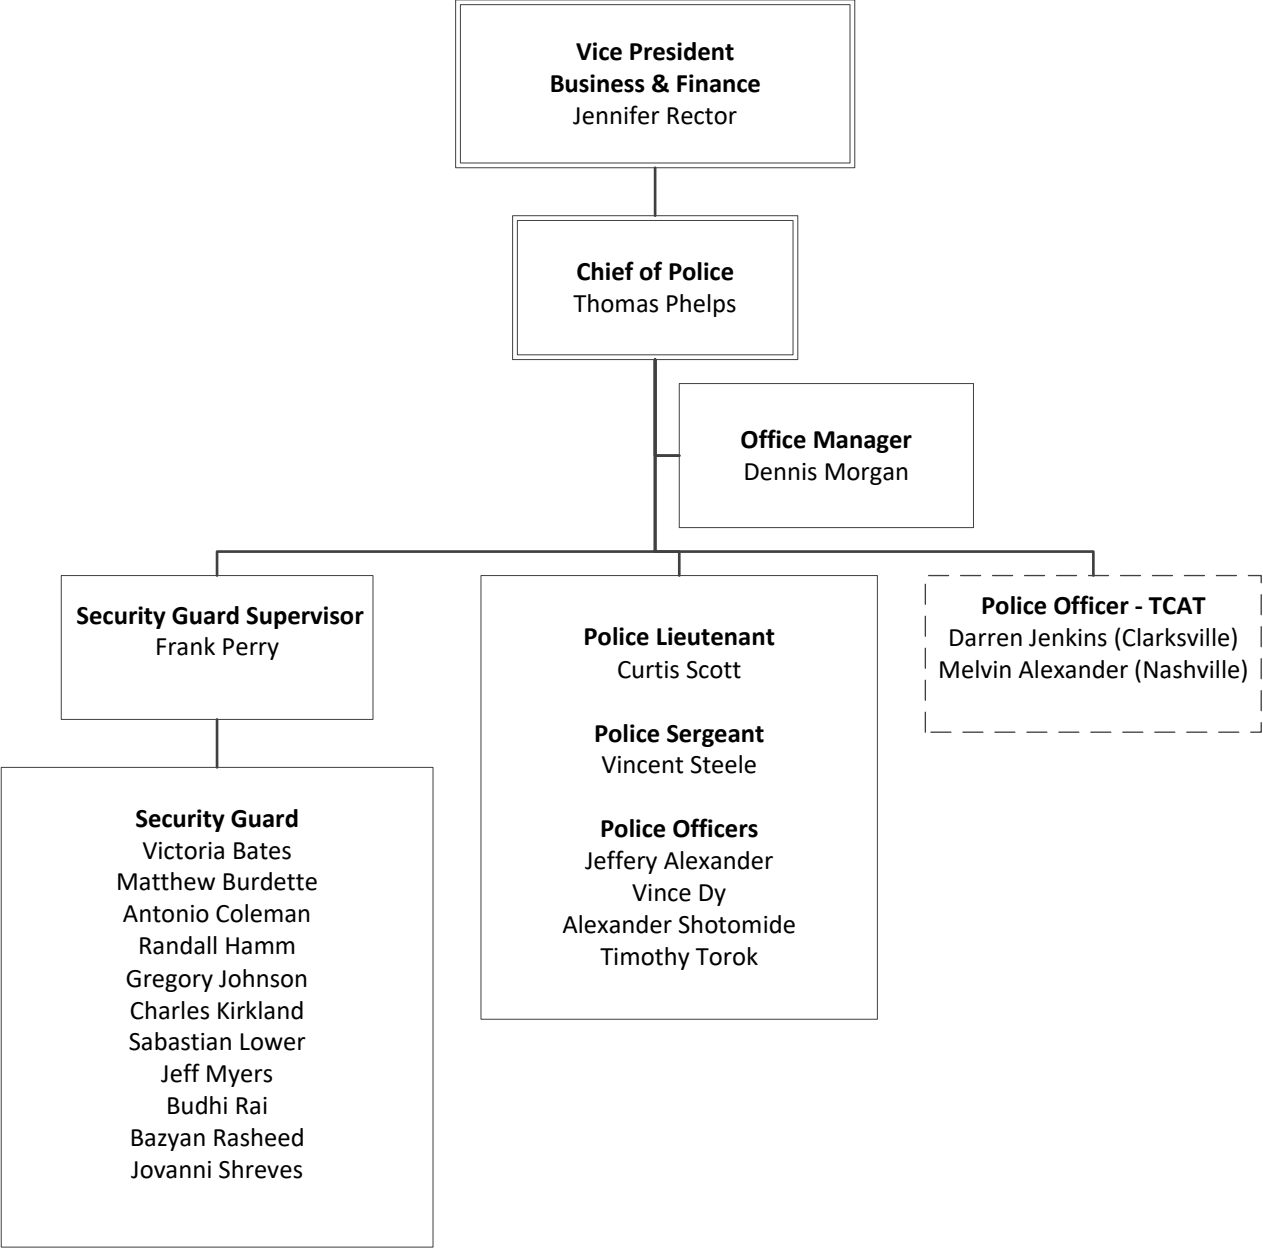 Vice President
Business & Finance
Jennifer Rector
Chief of Police
Thomas Phelps
Office Manager
Dennis Morgan
Security Guard Supervisor
Frank Perry
Security Guard
Victoria Bates
Matthew Burdette
Antonio Coleman
Randall Hamm
Gregory Johnson
Charles Kirkland
Sabastian Lower
Jeff Myers
Budhi Rai
Bazyan Rasheed
Jovanni Shreves
Police Lieutenant
Curtis Scott
Police Sergeant
Vincent Steele
Police Officers
Jeffery Alexander
Vince Dy
Alexander Shotomide
Timothy Torok
Police Officer - TCAT
Darren Jenkins (Clarksville)
Melvin Alexander (Nashville)